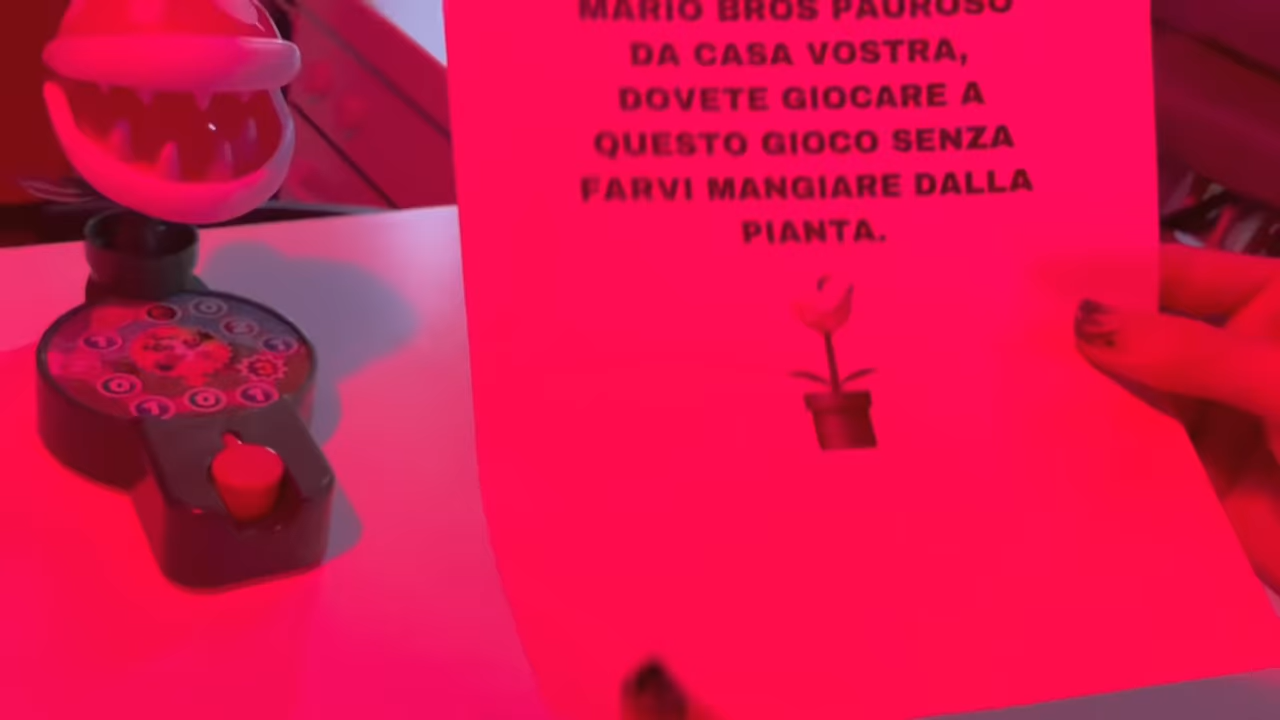 MARIO BROS PAUROSO
DA CASA VOSTRA,
DOVETE GIOCARE A
QUESTO GIOCO SENZA
FARVI MANGIARE DALLA
PIANTA.